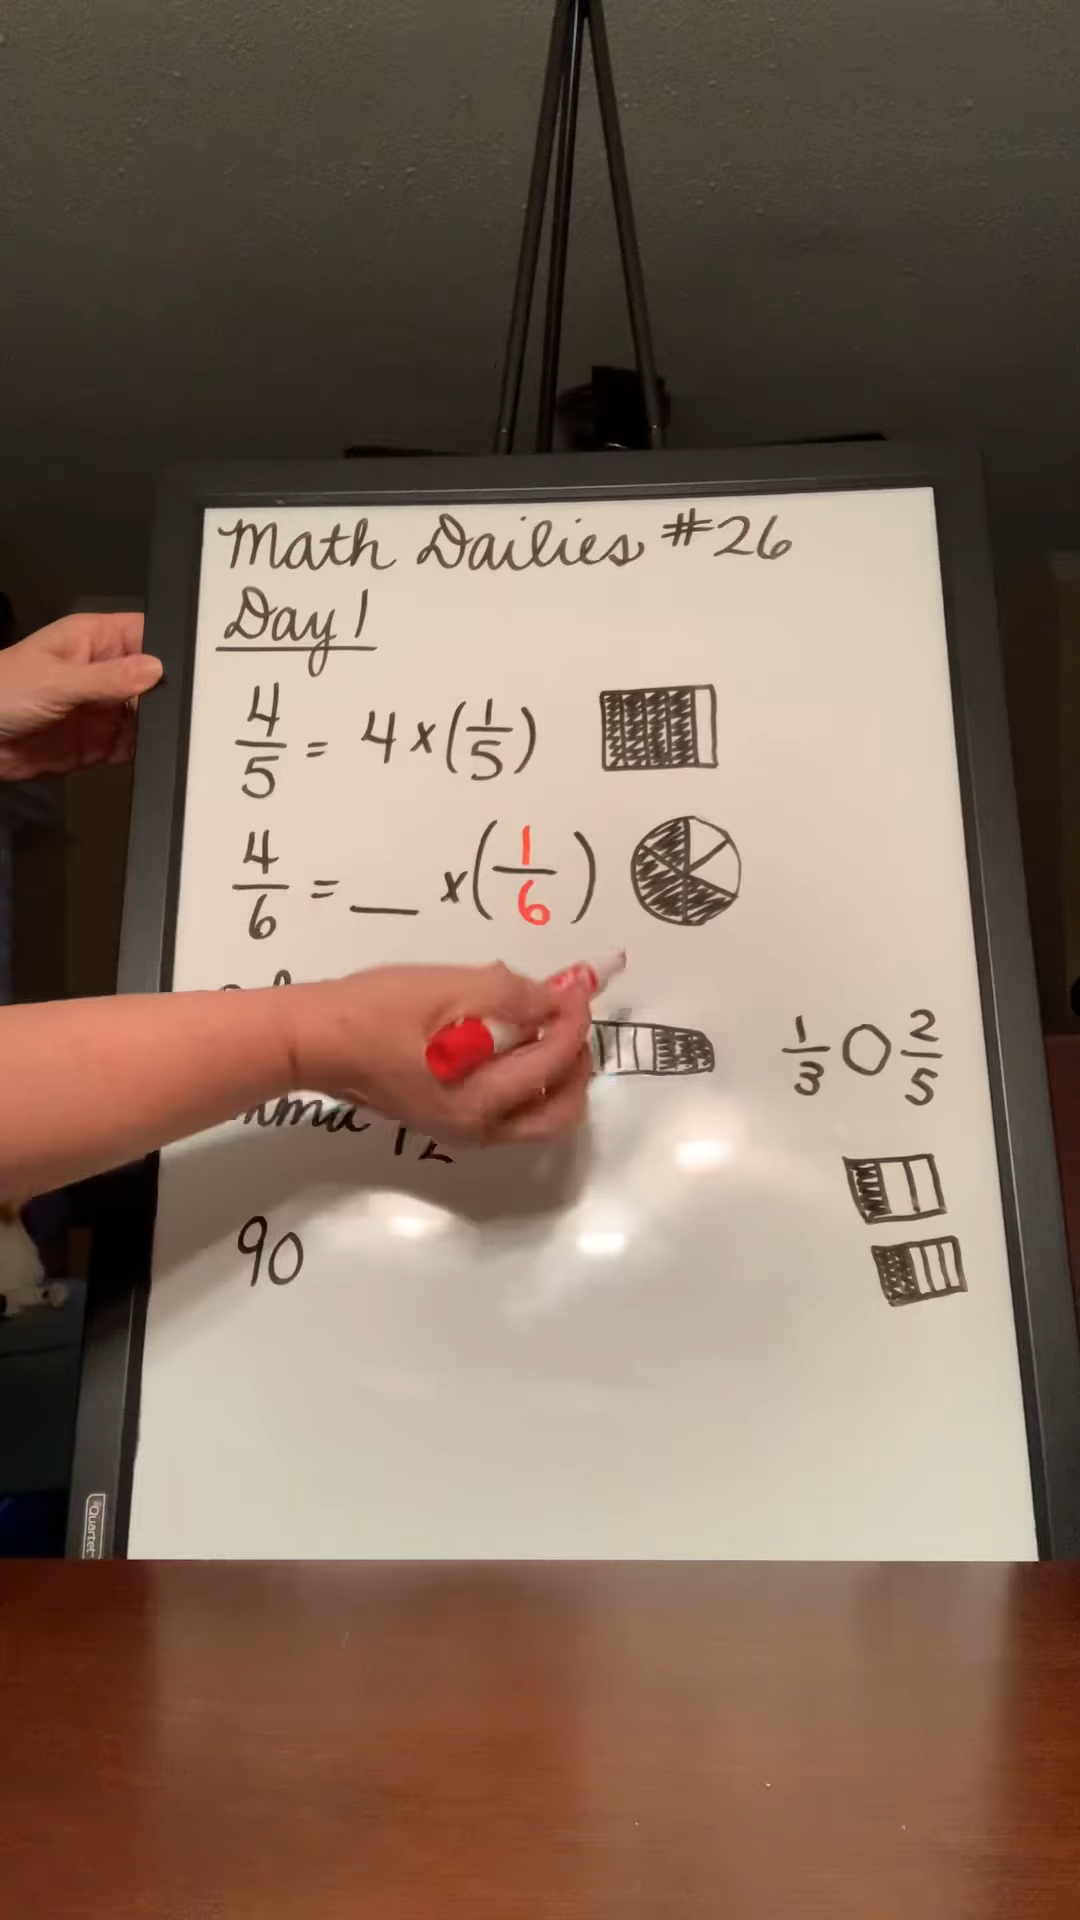 Math Dailies #26
Day 1
4/5 = 4 × (1/5)
4/6 = __ × (1/6)
1/3 ○ 2/5
12
90
Quartet